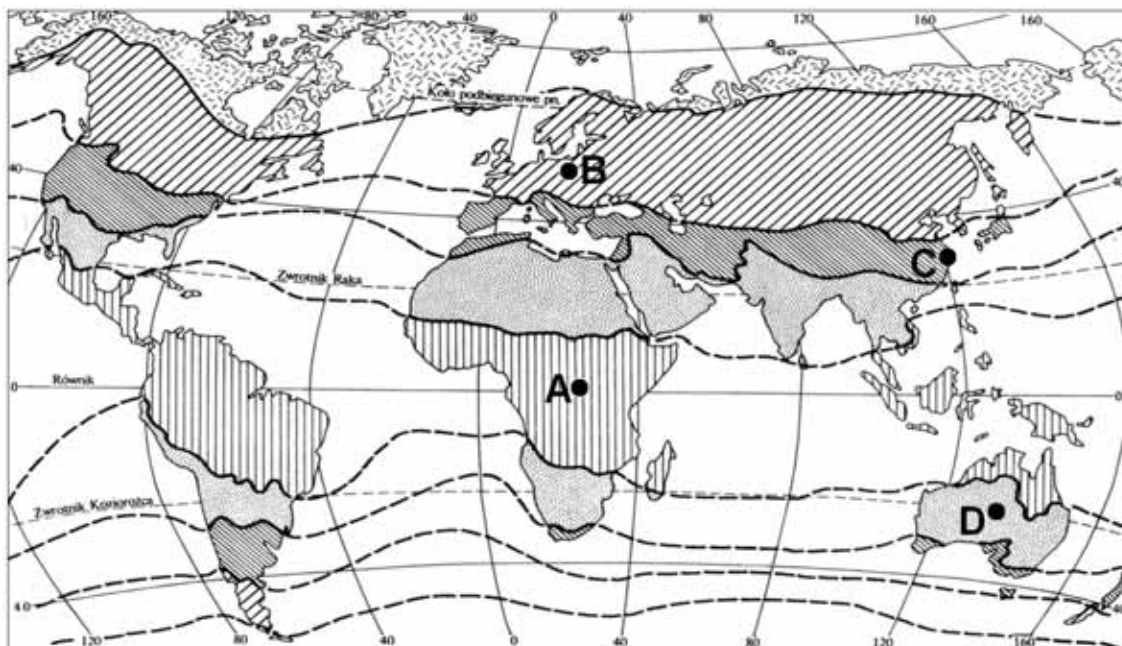 160 120 80 40 0 40 80 120 160 160
Koło podbiegunowe pn.
B
40
C
Zwrotnik Raka
Równik
0
A
0
Zwrotnik Koziorożca
D
40
40
120 80 40 0 40 80 120 160